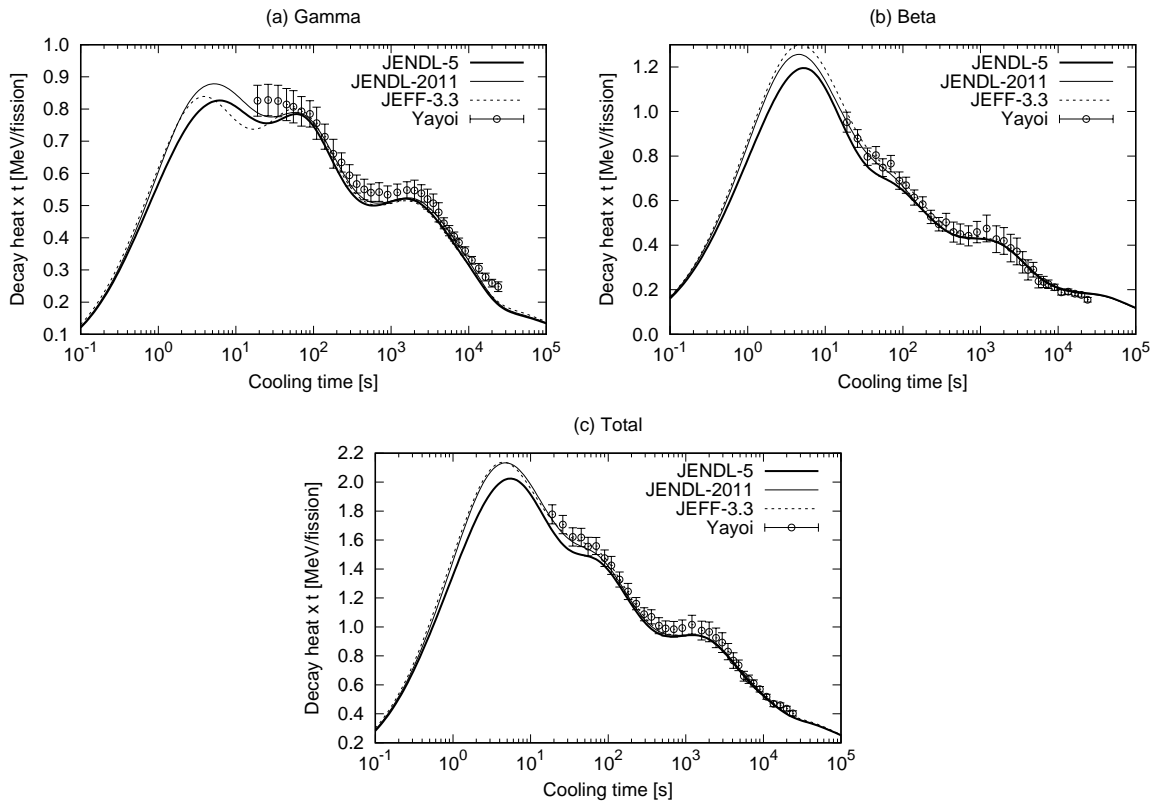 (a) Gamma
Decay heat x t [MeV/fission]
1.0
0.9
0.8
0.7
0.6
0.5
0.4
0.3
0.2
0.1
JENDL-5
JENDL-2011
JEFF-3.3
Yayoi
10^-1 10^0 10^1 10^2 10^3 10^4 10^5
Cooling time [s]
(b) Beta
Decay heat x t [MeV/fission]
1.2
1.0
0.8
0.6
0.4
0.2
0.0
JENDL-5
JENDL-2011
JEFF-3.3
Yayoi
10^-1 10^0 10^1 10^2 10^3 10^4 10^5
Cooling time [s]
(c) Total
Decay heat x t [MeV/fission]
2.2
2.0
1.8
1.6
1.4
1.2
1.0
0.8
0.6
0.4
0.2
JENDL-5
JENDL-2011
JEFF-3.3
Yayoi
10^-1 10^0 10^1 10^2 10^3 10^4 10^5
Cooling time [s]